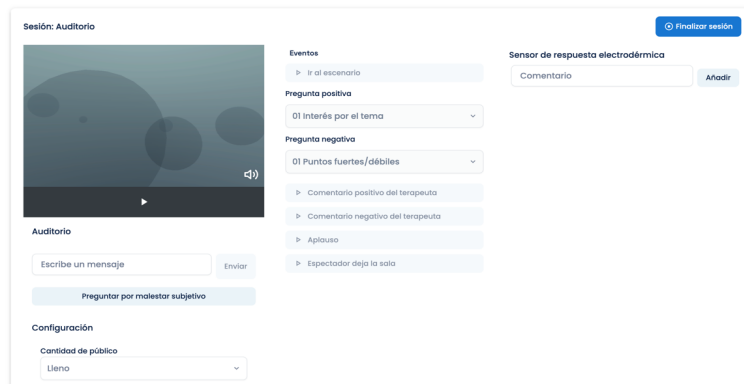 Sesión: Auditorio
Finalizar sesión
Auditorio
Escribe un mensaje
Enviar
Preguntar por malestar subjetivo
Configuración
Cantidad de público
Lleno
Eventos
Ir al escenario
Pregunta positiva
01 Interés por el tema
Pregunta negativa
01 Puntos fuertes/débiles
Comentario positivo del terapeuta
Comentario negativo del terapeuta
Aplauso
Espectador deja la sala
Sensor de respuesta electrodérmica
Comentario
Añadir